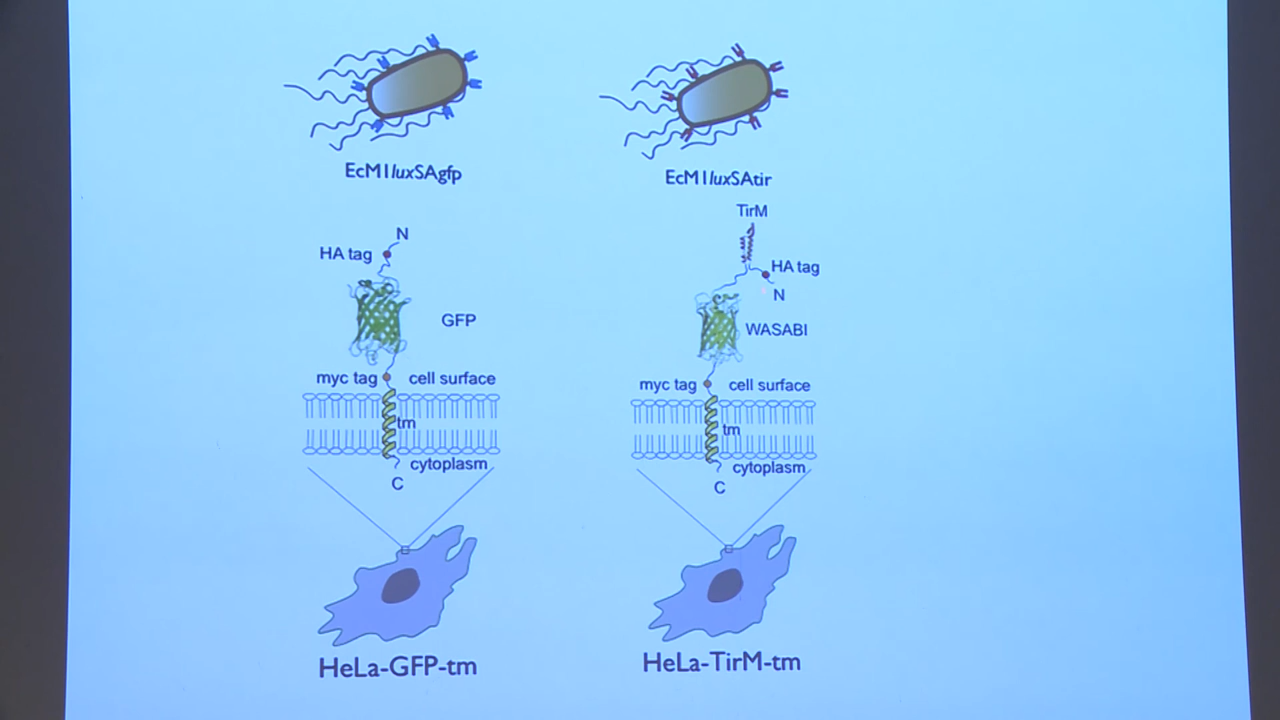 EcM1luxSAgfp
N
HA tag
GFP
myc tag
cell surface
tm
cytoplasm
C
HeLa-GFP-tm
EcM1luxSAtir
TirM
HA tag
N
WASABI
myc tag
cell surface
tm
cytoplasm
C
HeLa-TirM-tm